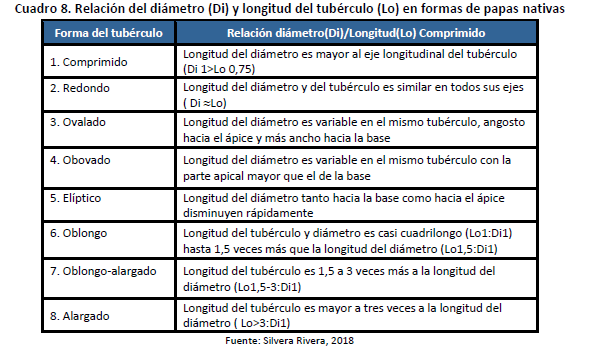 Cuadro 8. Relación del diámetro (Di) y longitud del tubérculo (Lo) en formas de papas nativas
Forma del tubérculo
Relación diámetro(Di)/Longitud(Lo) Comprimido
1. Comprimido
Longitud del diámetro es mayor al eje longitudinal del tubérculo
(Di 1>Lo 0,75)
2. Redondo
Longitud del diámetro y del tubérculo es similar en todos sus ejes
( Di ≈Lo)
3. Ovalado
Longitud del diámetro es variable en el mismo tubérculo, angosto
hacia el ápice y más ancho hacia la base
4. Obovado
Longitud del diámetro es variable en el mismo tubérculo con la
parte apical mayor que el de la base
5. Elíptico
Longitud del diámetro tanto hacia la base como hacia el ápice
disminuyen rápidamente
6. Oblongo
Longitud del tubérculo y diámetro es casi cuadrilongo (Lo1:Di1)
hasta 1,5 veces más que la longitud del diámetro (Lo1,5:Di1)
7. Oblongo-alargado
Longitud del tubérculo es 1,5 a 3 veces más a la longitud del
diámetro (Lo1,5-3:Di1)
8. Alargado
Longitud del tubérculo es mayor a tres veces a la longitud del
diámetro ( Lo>3:Di1)
Fuente: Silvera Rivera, 2018